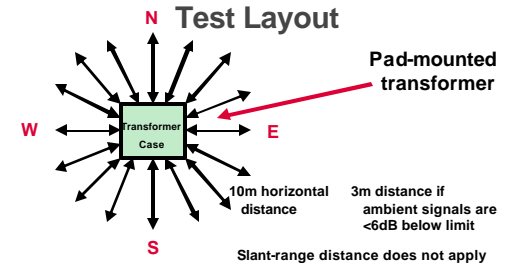 Test Layout
N
Pad-mounted
transformer
W
Transformer
Case
E
10m horizontal
distance
3m distance if
ambient signals are
<6dB below limit
S
Slant-range distance does not apply